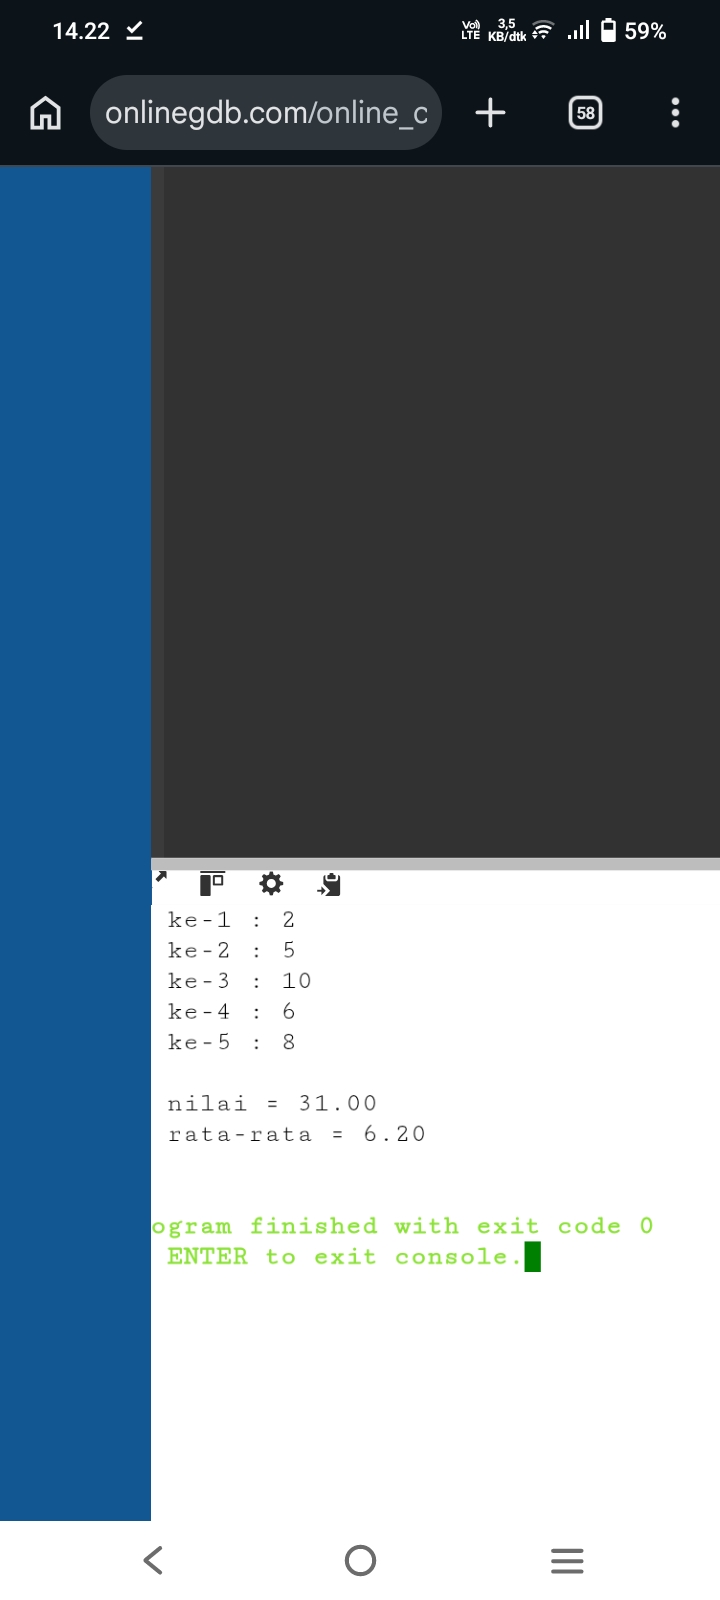 14.22
Vo) LTE 3,5 KB/dtk 59%
onlinegdb.com/online_c
58
ke-1 : 2
ke-2 : 5
ke-3 : 10
ke-4 : 6
ke-5 : 8
nilai = 31.00
rata-rata = 6.20
ogram finished with exit code 0
ENTER to exit console.